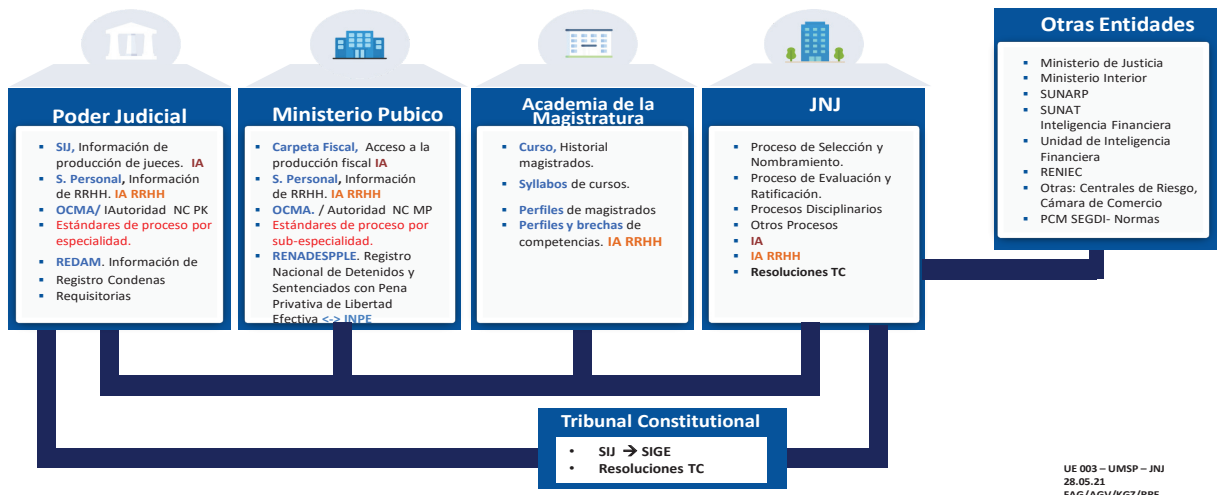 Poder Judicial
SIJ, Información de
producción de jueces. IA
S. Personal, Información
de RRHH. IA RRHH
OCMA/ IAutoridad NC PK
Estándares de proceso por
especialidad.
REDAM. Información de
Registro Condenas
Requisitorias
Ministerio Pubico
Carpeta Fiscal, Acceso a la
producción fiscal IA
S. Personal, Información
de RRHH. IA RRHH
OCMA. / Autoridad NC MP
Estándares de proceso por
sub-especialidad.
RENADESPPLE. Registro
Nacional de Detenidos y
Sentenciados con Pena
Privativa de Libertad
Efectiva <-> INPE
Academia de la
Magistratura
Curso, Historial
magistrados.
Syllabos de cursos.
Perfiles de magistrados
Perfiles y brechas de
competencias. IA RRHH
JNJ
Proceso de Selección y
Nombramiento.
Proceso de Evaluación y
Ratificación.
Procesos Disciplinarios
Otros Procesos
IA
IA RRHH
Resoluciones TC
Otras Entidades
Ministerio de Justicia
Ministerio Interior
SUNARP
SUNAT
Inteligencia Financiera
Unidad de Inteligencia
Financiera
RENIEC
Otras: Centrales de Riesgo,
Cámara de Comercio
PCM SEGDI- Normas
Tribunal Constitutional
SIJ → SIGE
Resoluciones TC
UE 003 – UMSP – JNJ
28.05.21